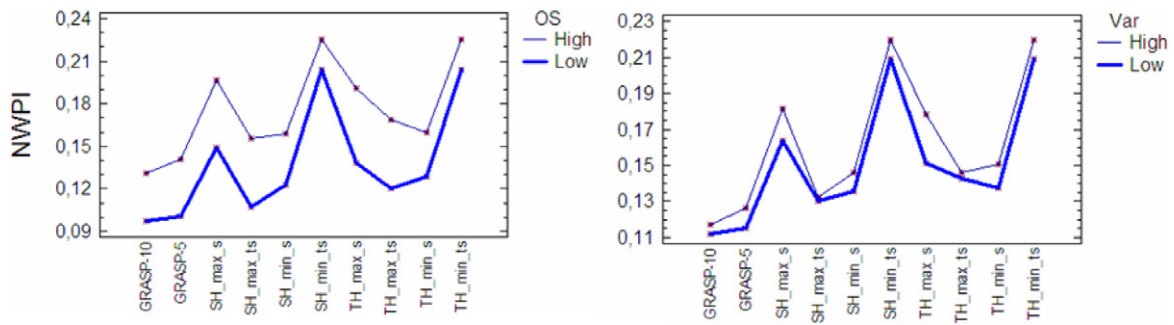 NWPI
0,24
0,21
0,18
0,15
0,12
0,09
GRASP-10
GRASP-5
SH_max_s
SH_max_ts
SH_min_s
SH_min_ts
TH_max_s
TH_max_ts
TH_min_s
TH_min_ts
OS
High
Low
0,23
0,21
0,19
0,17
0,15
0,13
0,11
GRASP-10
GRASP-5
SH_max_s
SH_max_ts
SH_min_s
SH_min_ts
TH_max_s
TH_max_ts
TH_min_s
TH_min_ts
Var
High
Low